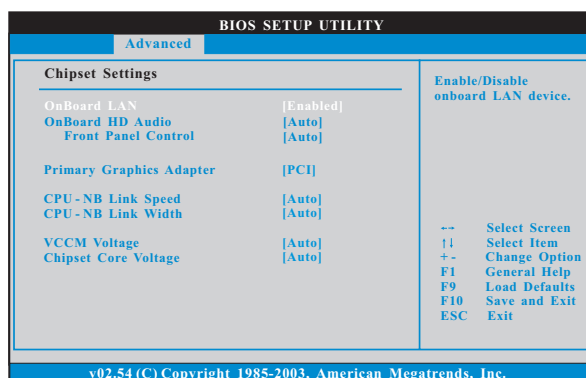 BIOS SETUP UTILITY
Advanced
Chipset Settings
OnBoard LAN [Enabled]
OnBoard HD Audio [Auto]
Front Panel Control [Auto]
Primary Graphics Adapter [PCI]
CPU - NB Link Speed [Auto]
CPU - NB Link Width [Auto]
VCCM Voltage [Auto]
Chipset Core Voltage [Auto]
Enable/Disable
onboard LAN device.
←→ Select Screen
↑↓ Select Item
+ - Change Option
F1 General Help
F9 Load Defaults
F10 Save and Exit
ESC Exit
v02.54 (C) Copyright 1985-2003, American Megatrends, Inc.